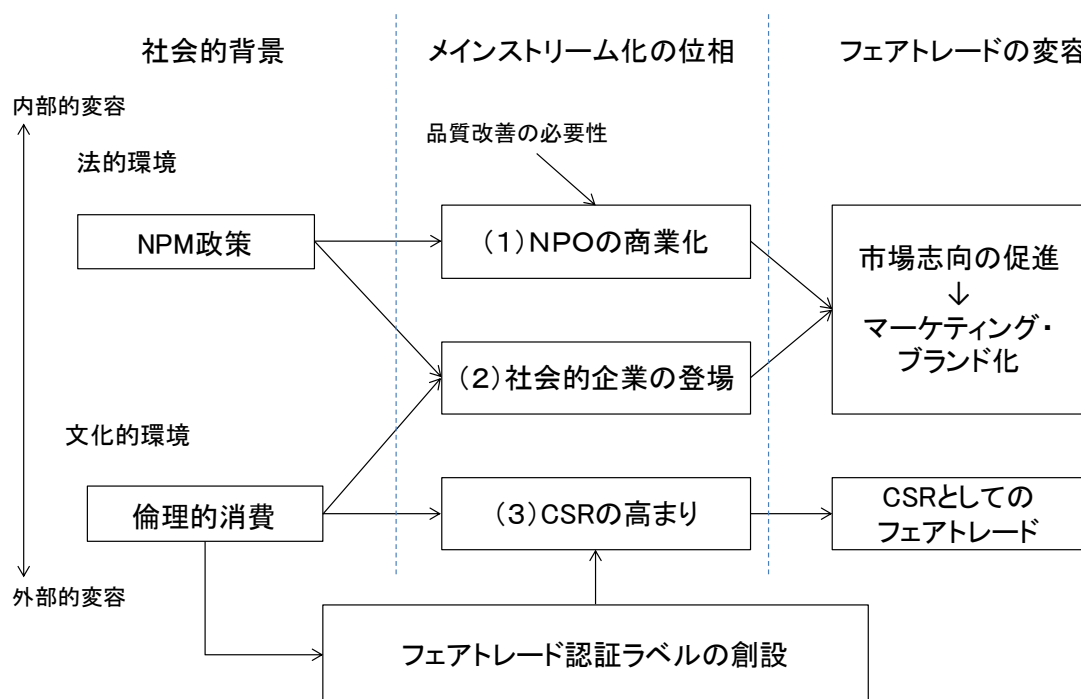 社会的背景
メインストリーム化の位相
フェアトレードの変容
内部的変容
品質改善の必要性
法的環境
NPM政策
（1）NPOの商業化
市場志向の促進
↓
マーケティング・
ブランド化
（2）社会的企業の登場
文化的環境
倫理的消費
（3）CSRの高まり
CSRとしての
フェアトレード
外部的変容
フェアトレード認証ラベルの創設